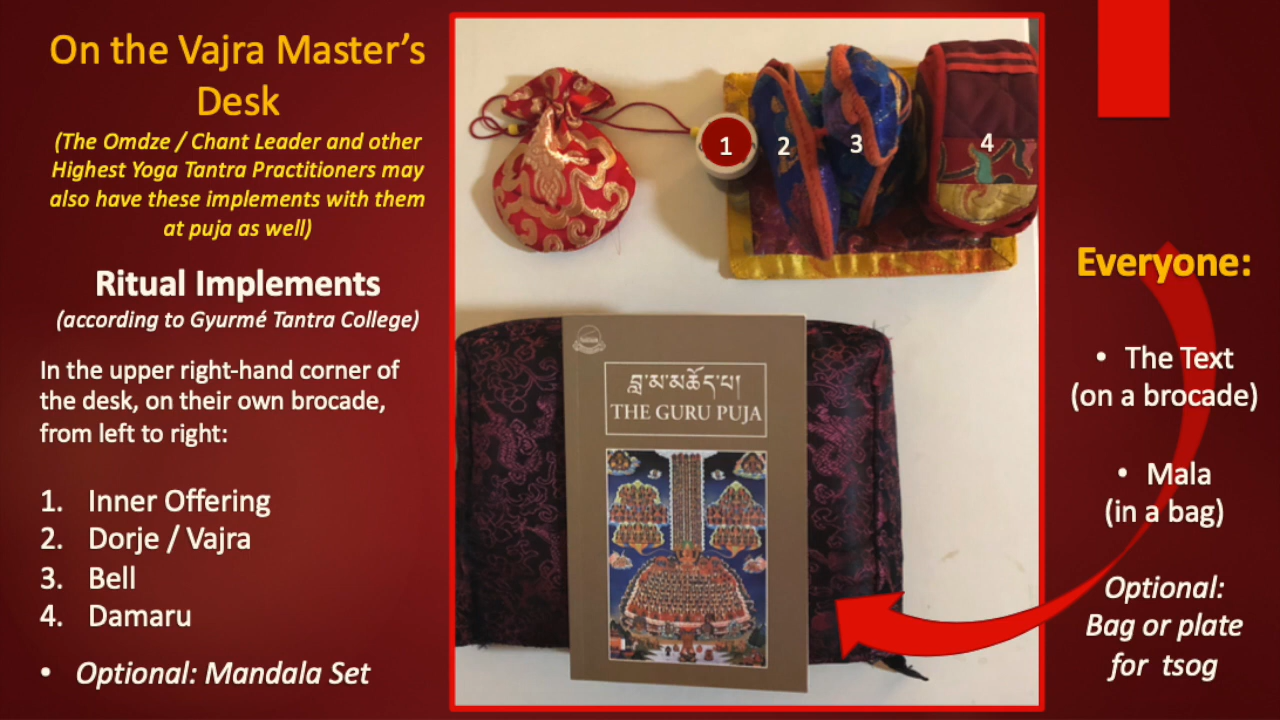 On the Vajra Master's
Desk
(The Omdze / Chant Leader and other
Highest Yoga Tantra Practitioners may
also have these implements with them
at puja as well)
Ritual Implements
(according to Gyurmé Tantra College)
In the upper right-hand corner of
the desk, on their own brocade,
from left to right:
1. Inner Offering
2. Dorje / Vajra
3. Bell
4. Damaru
• Optional: Mandala Set
1
2
3
4
བླ་མ་མཆོད་པ།
THE GURU PUJA
Everyone:
• The Text
(on a brocade)
• Mala
(in a bag)
Optional:
Bag or plate
for tsog